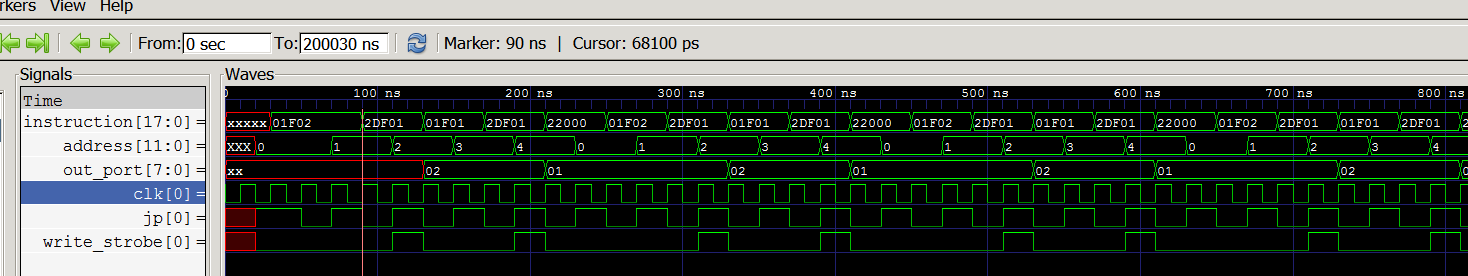 rkers View Help
From: 0 sec To: 200030 ns Marker: 90 ns | Cursor: 68100 ps
Signals Waves
Time 0 100 ns 200 ns 300 ns 400 ns 500 ns 600 ns 700 ns 800 ns
instruction[17:0] = xxxxx 01F02 2DF01 01F01 2DF01 22000 01F02 2DF01 01F01 2DF01 22000 01F02 2DF01 01F01 2DF01 22000 01F02 2DF01 01F01 2DF01 2
address[11:0] = XXX 0 1 2 3 4 0 1 2 3 4 0 1 2 3 4 0 1 2 3 4
out_port[7:0] = xx 02 01 02 01 02 01 02 0
clk[0] =
jp[0] =
write_strobe[0] =